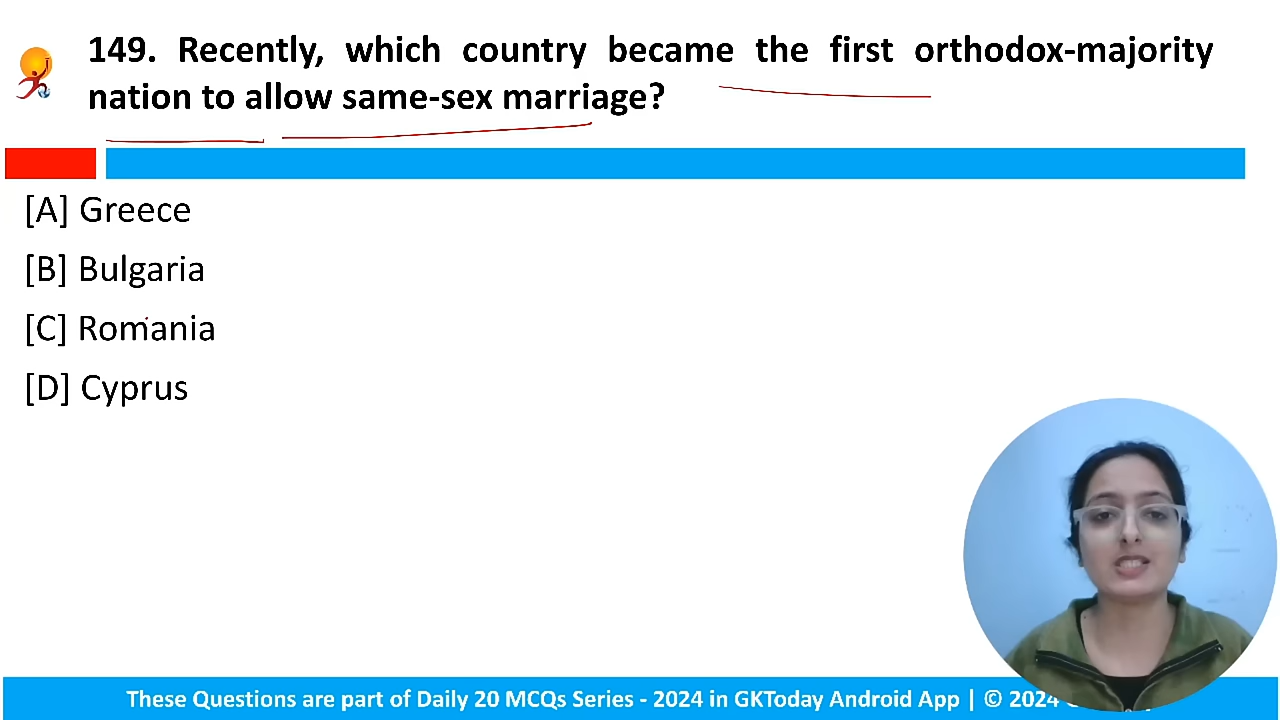 149. Recently, which country became the first orthodox-majority
nation to allow same-sex marriage?
[A] Greece
[B] Bulgaria
[C] Romania
[D] Cyprus
These Questions are part of Daily 20 MCQs Series - 2024 in GKToday Android App | © 2024